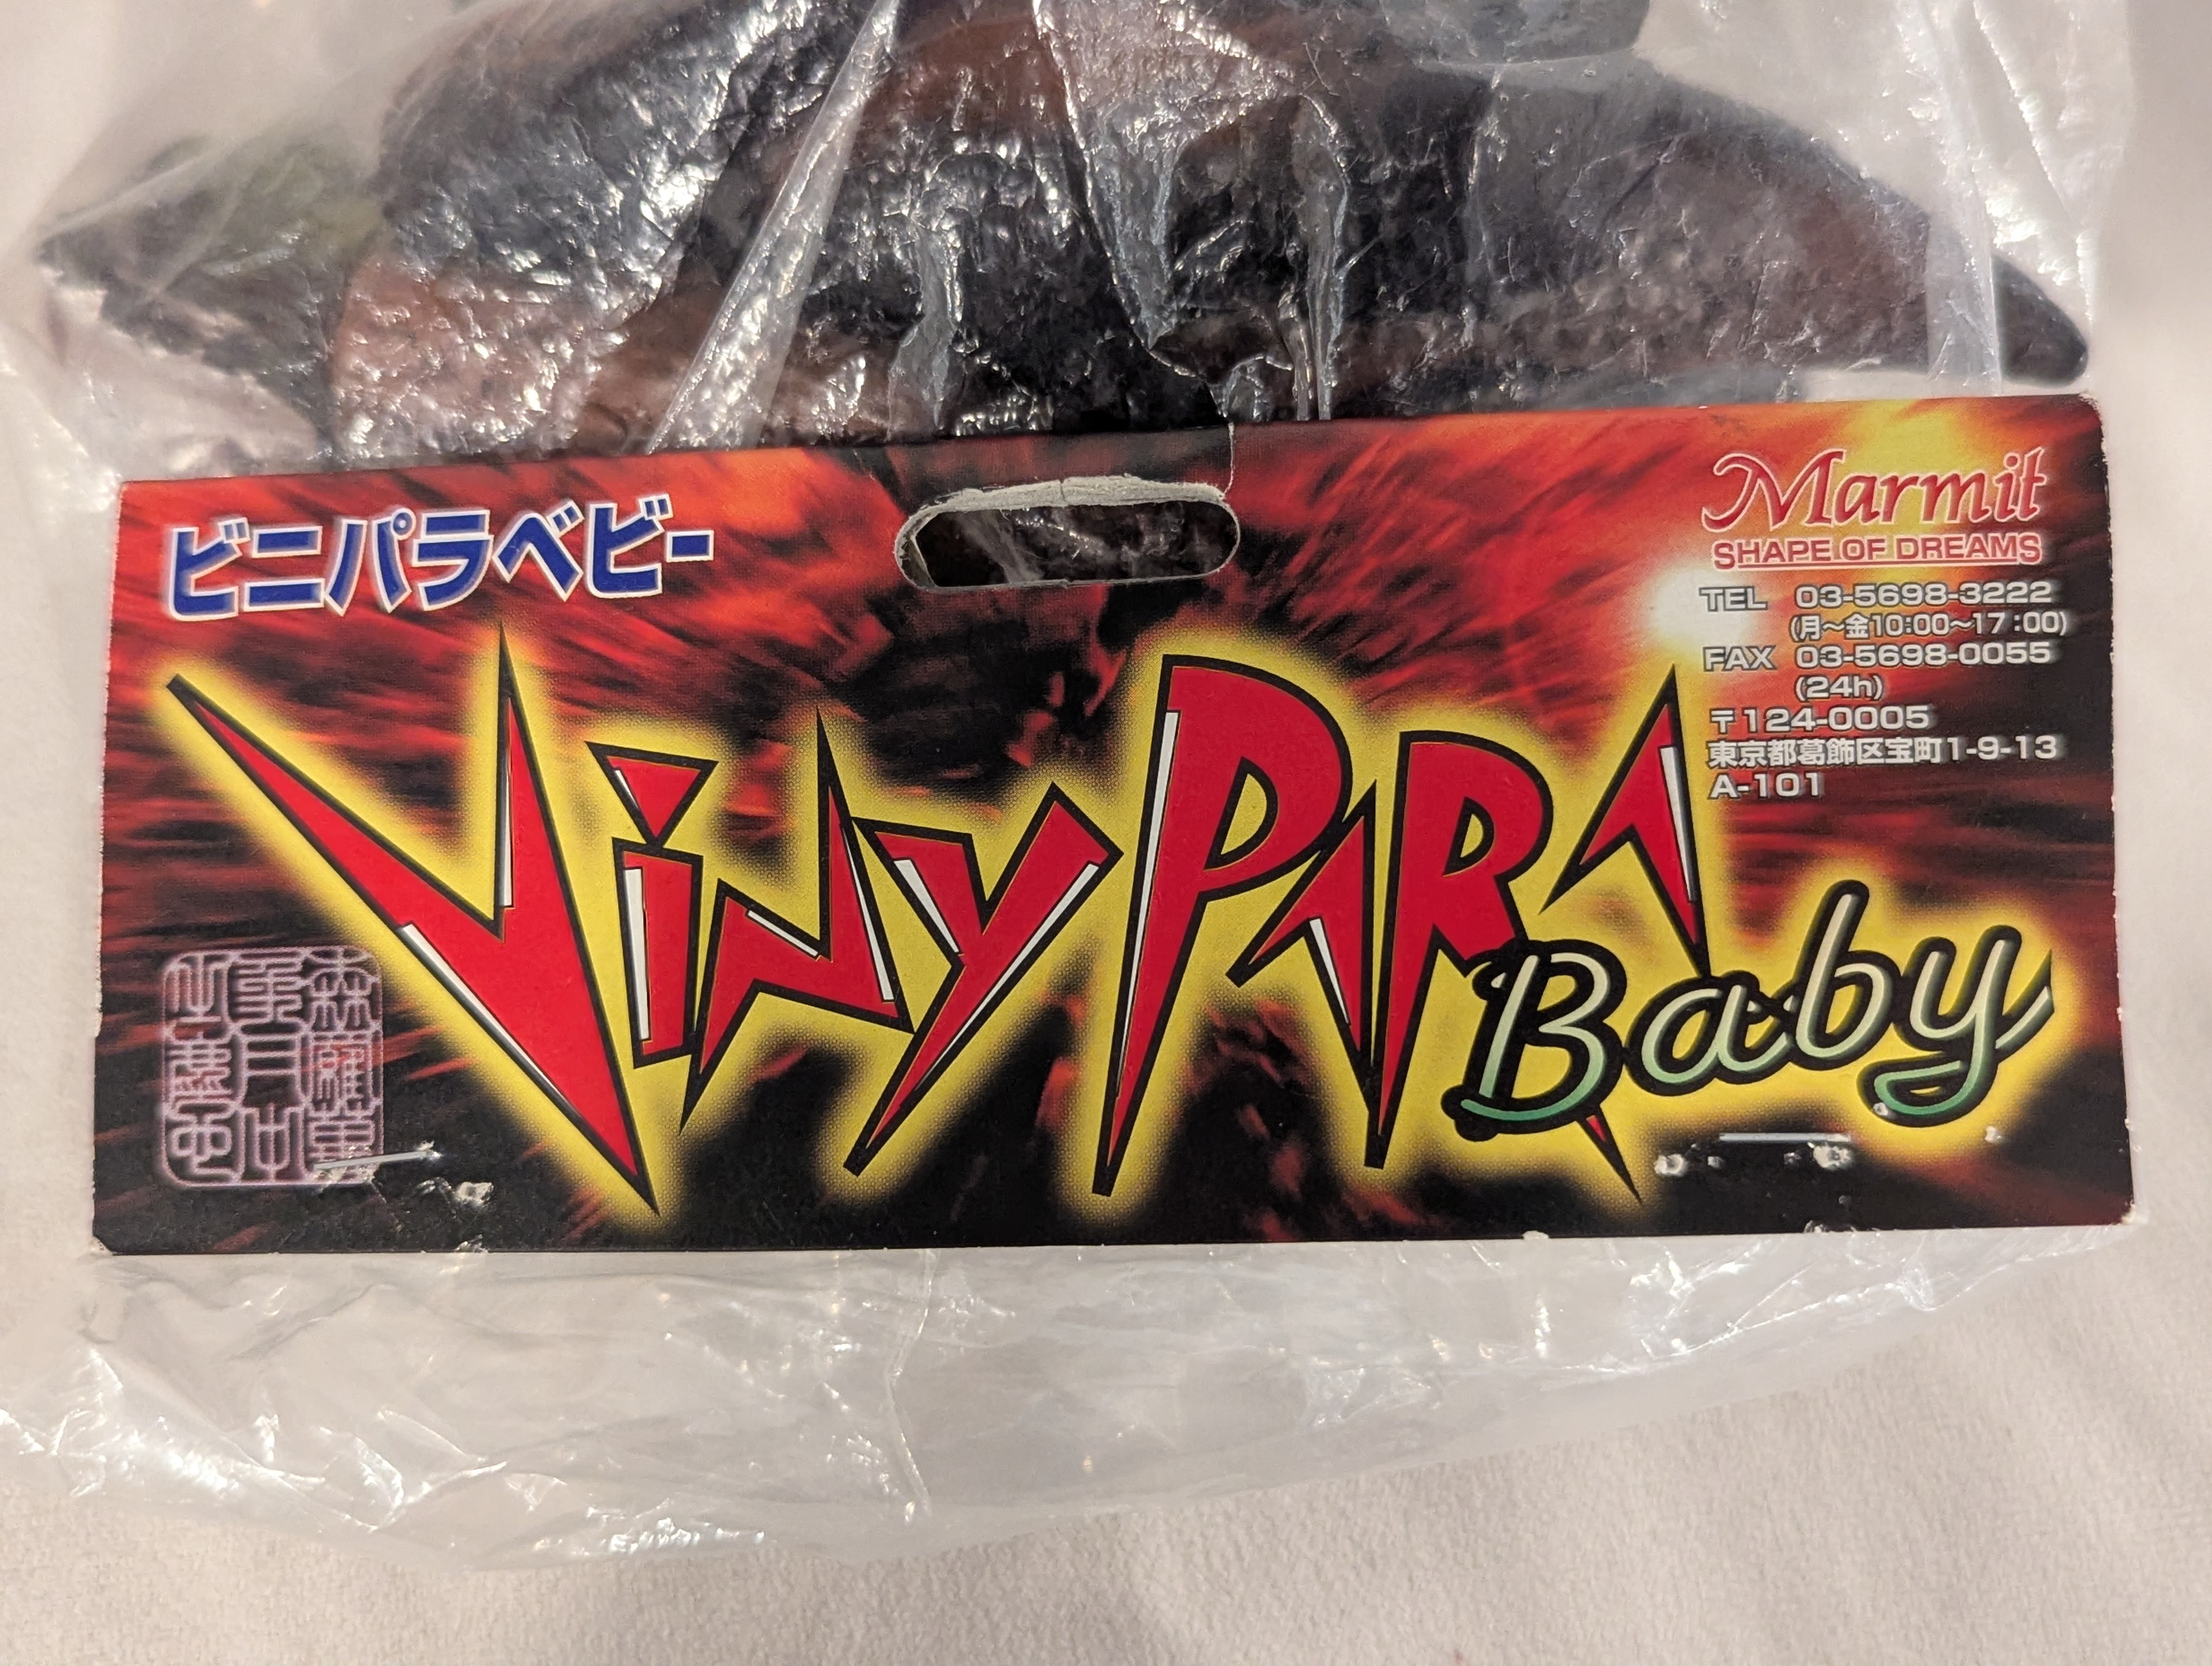 ビニパラベビー
Marmit
SHAPE OF DREAMS
TEL 03-5698-3222
(月～金10:00～17:00)
FAX 03-5698-0055
(24h)
〒124-0005
東京都葛飾区宝町1-9-13
A-101
VINYPARA
Baby